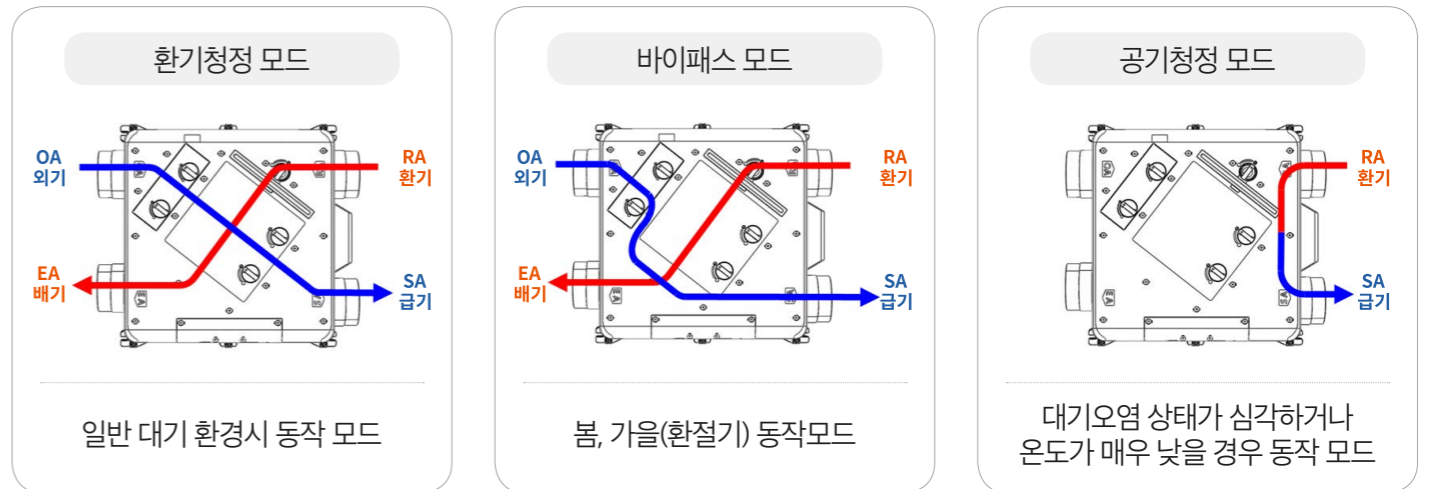 환기청정 모드
OA
외기
RA
환기
EA
배기
SA
급기
일반 대기 환경시 동작 모드
바이패스 모드
OA
외기
RA
환기
EA
배기
SA
급기
봄, 가을(환절기) 동작모드
공기청정 모드
RA
환기
SA
급기
대기오염 상태가 심각하거나
온도가 매우 낮을 경우 동작 모드